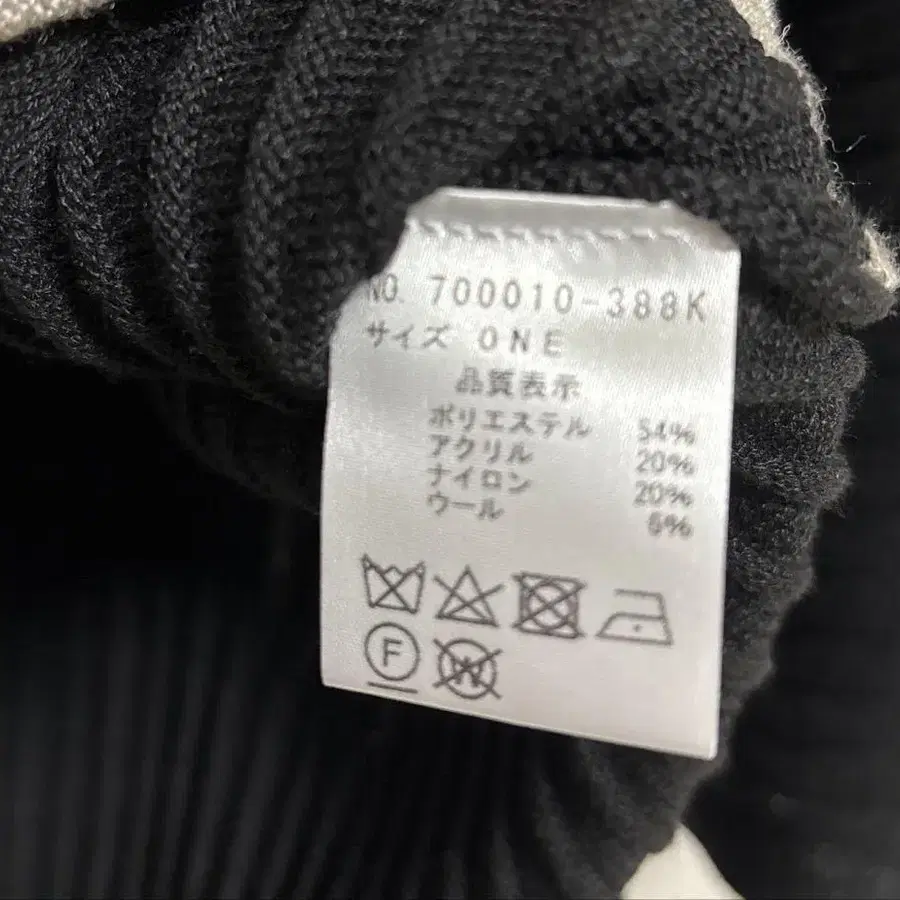 NO. 700010-388K
サイズ ONE
品質表示
ポリエステル 54%
アクリル 20%
ナイロン 20%
ウール 6%
F
W